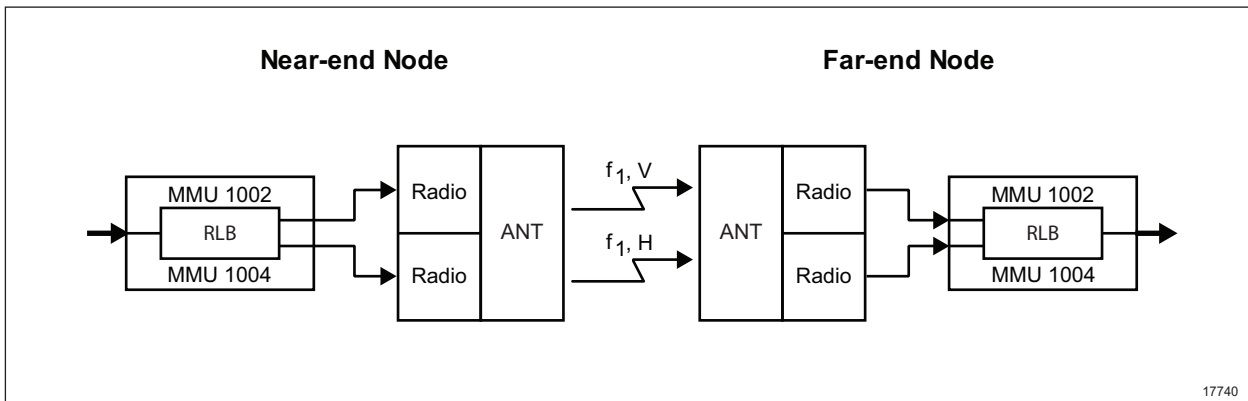 Near-end Node
Far-end Node
MMU 1002
RLB
MMU 1004
Radio
Radio
ANT
f1, V
f1, H
ANT
Radio
Radio
MMU 1002
RLB
MMU 1004
17740